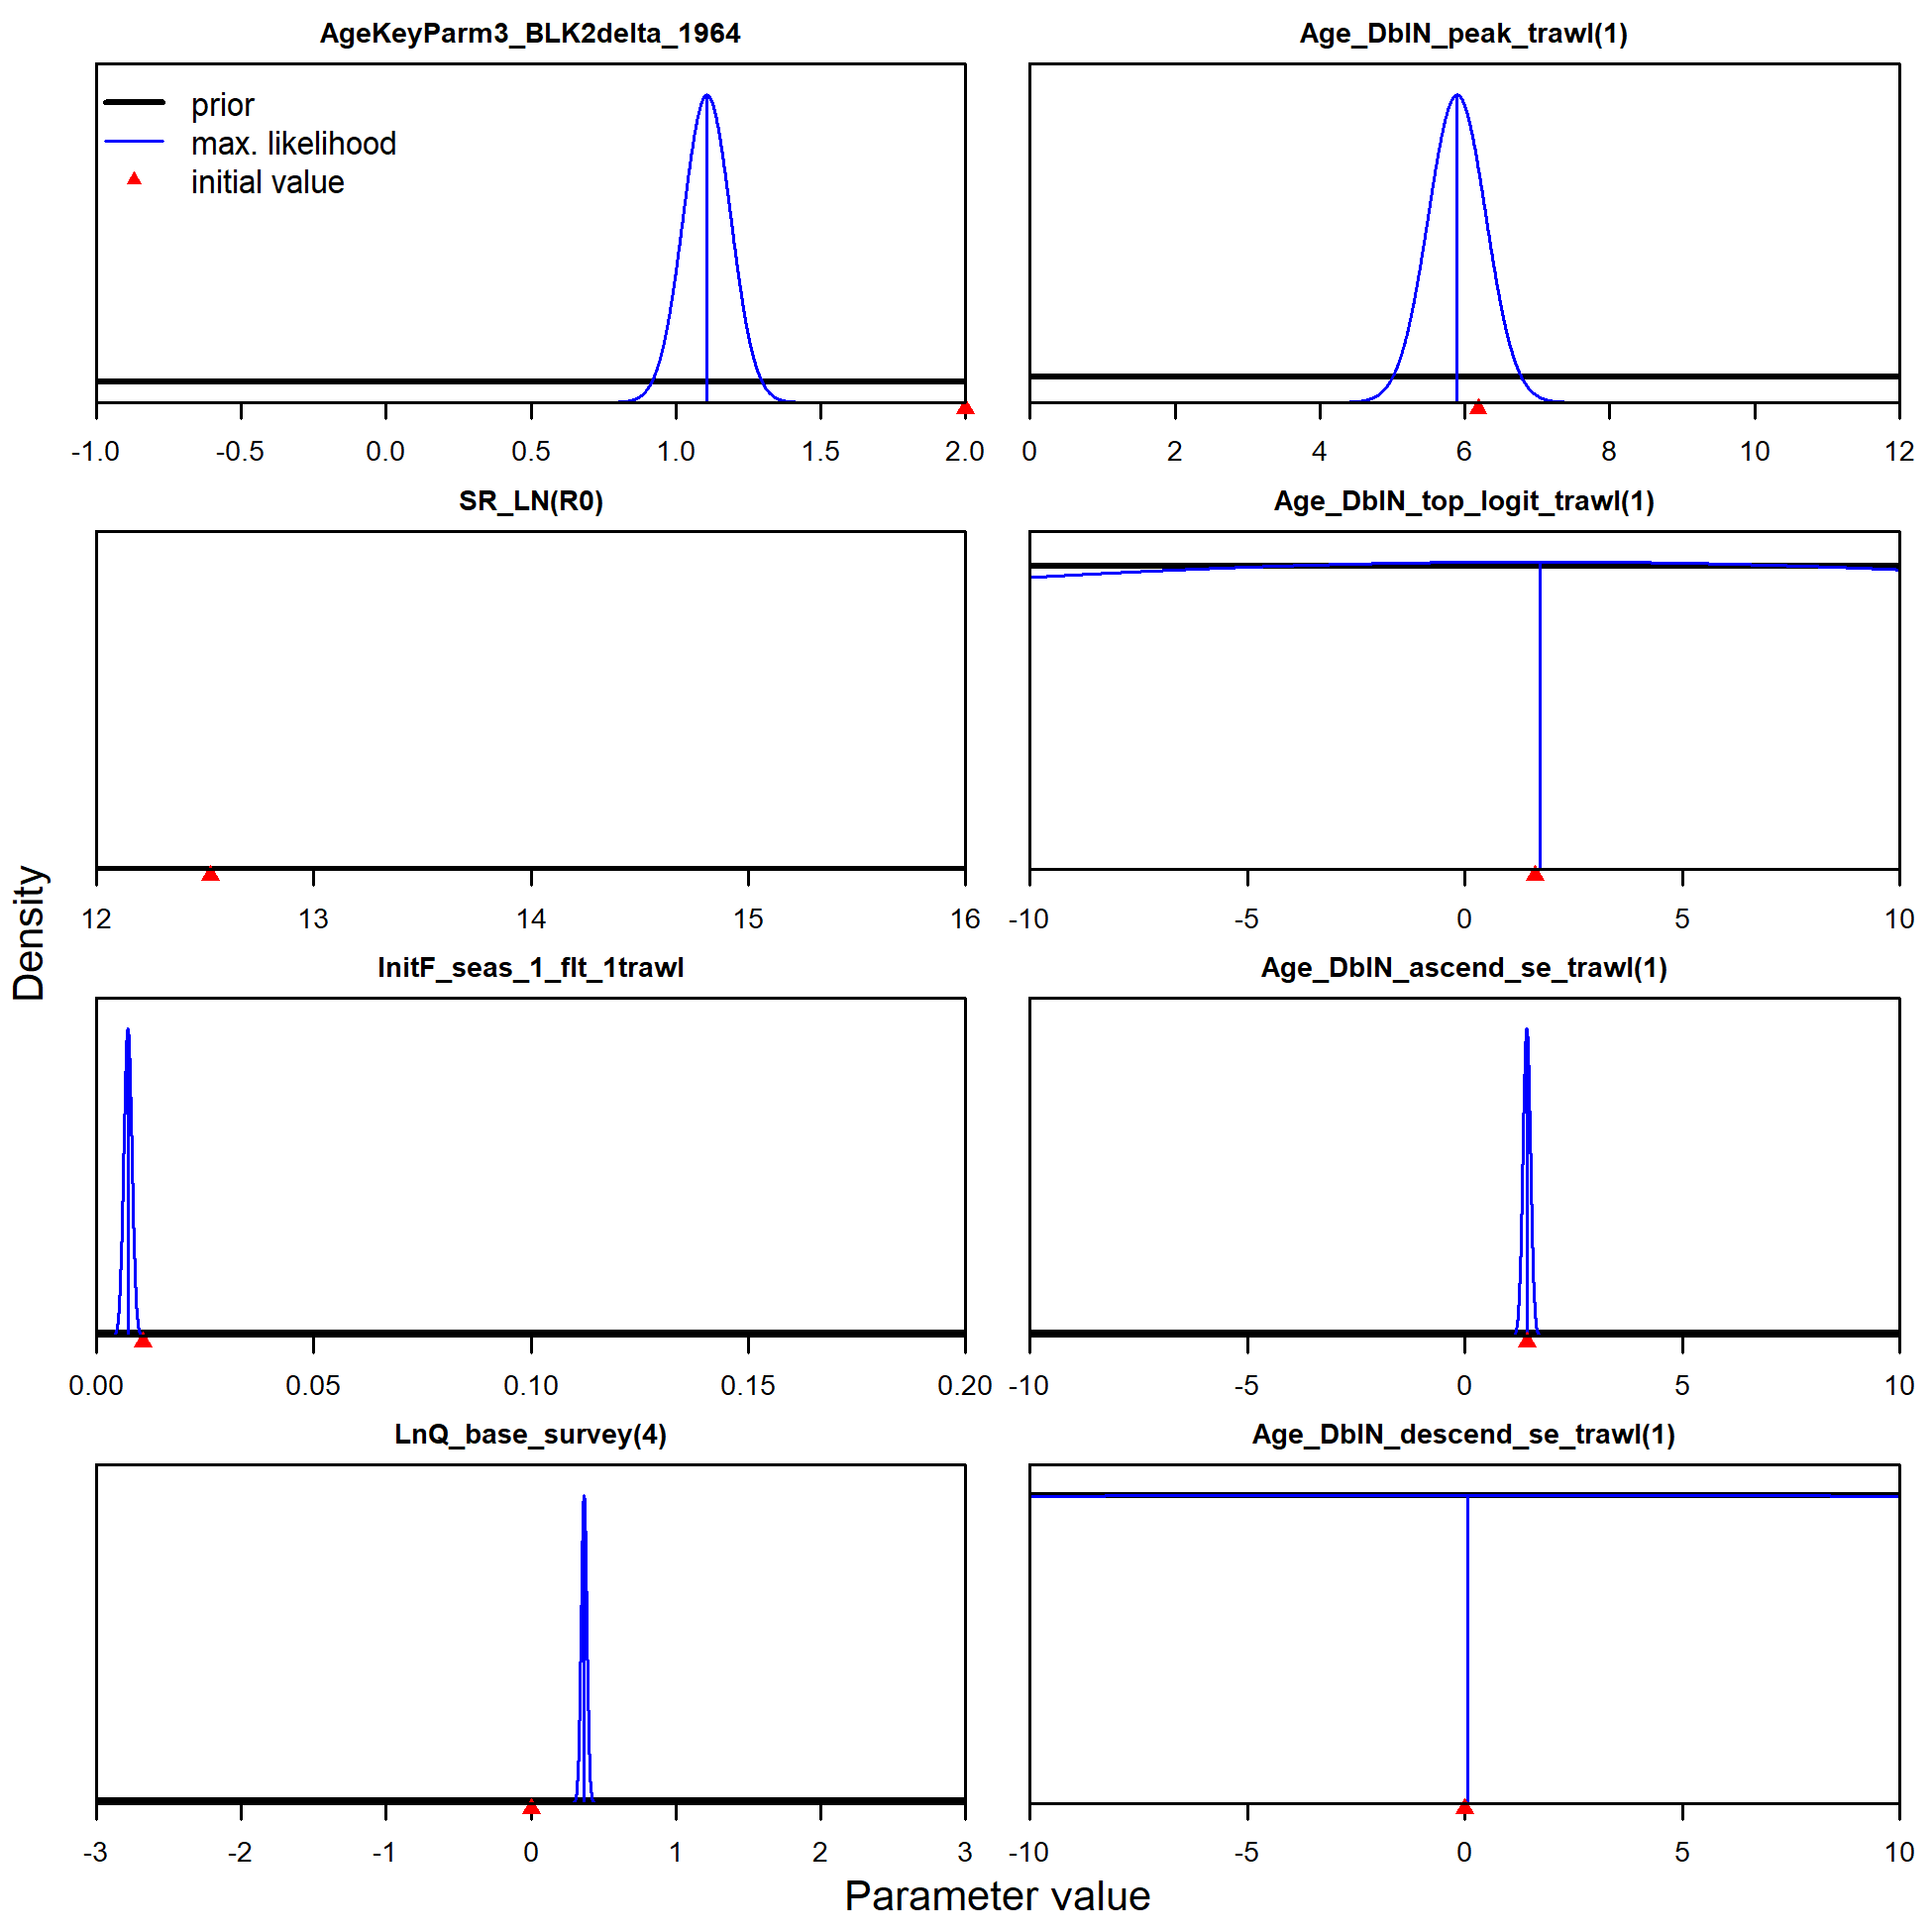 AgeKeyParm3_BLK2delta_1964
prior
max. likelihood
initial value
-1.0 -0.5 0.0 0.5 1.0 1.5 2.0
Age_DblN_peak_trawl(1)
0 2 4 6 8 10 12
SR_LN(R0)
12 13 14 15 16
Age_DblN_top_logit_trawl(1)
-10 -5 0 5 10
InitF_seas_1_flt_1trawl
0.00 0.05 0.10 0.15 0.20
Age_DblN_ascend_se_trawl(1)
-10 -5 0 5 10
LnQ_base_survey(4)
-3 -2 -1 0 1 2 3
Age_DblN_descend_se_trawl(1)
-10 -5 0 5 10
Density
Parameter value